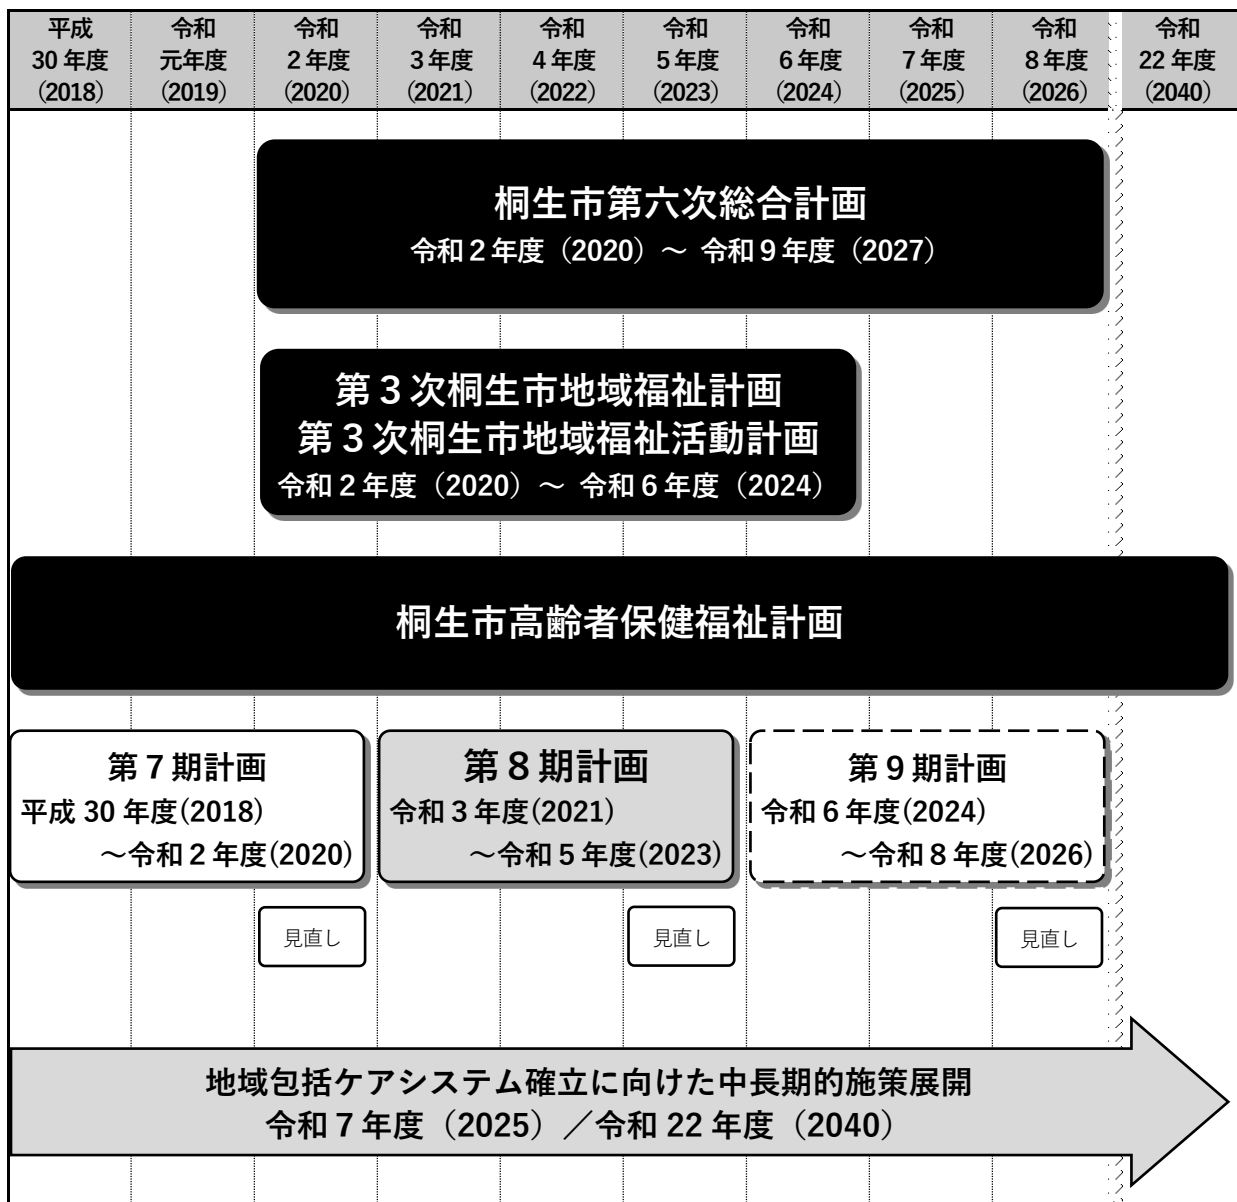 平成
30 年度
(2018)
令和
元年度
(2019)
令和
２年度
(2020)
令和
３年度
(2021)
令和
４年度
(2022)
令和
５年度
(2023)
令和
６年度
(2024)
令和
７年度
(2025)
令和
８年度
(2026)
令和
22 年度
(2040)
桐生市第六次総合計画
令和２年度（2020）～ 令和９年度（2027）
第３次桐生市地域福祉計画
第３次桐生市地域福祉活動計画
令和２年度（2020）～ 令和６年度（2024）
桐生市高齢者保健福祉計画
第７期計画
平成 30 年度(2018)
～令和２年度(2020)
第８期計画
令和３年度(2021)
～令和５年度(2023)
第９期計画
令和６年度(2024)
～令和８年度(2026)
見直し
見直し
見直し
地域包括ケアシステム確立に向けた中長期的施策展開
令和７年度（2025）／令和 22 年度（2040）